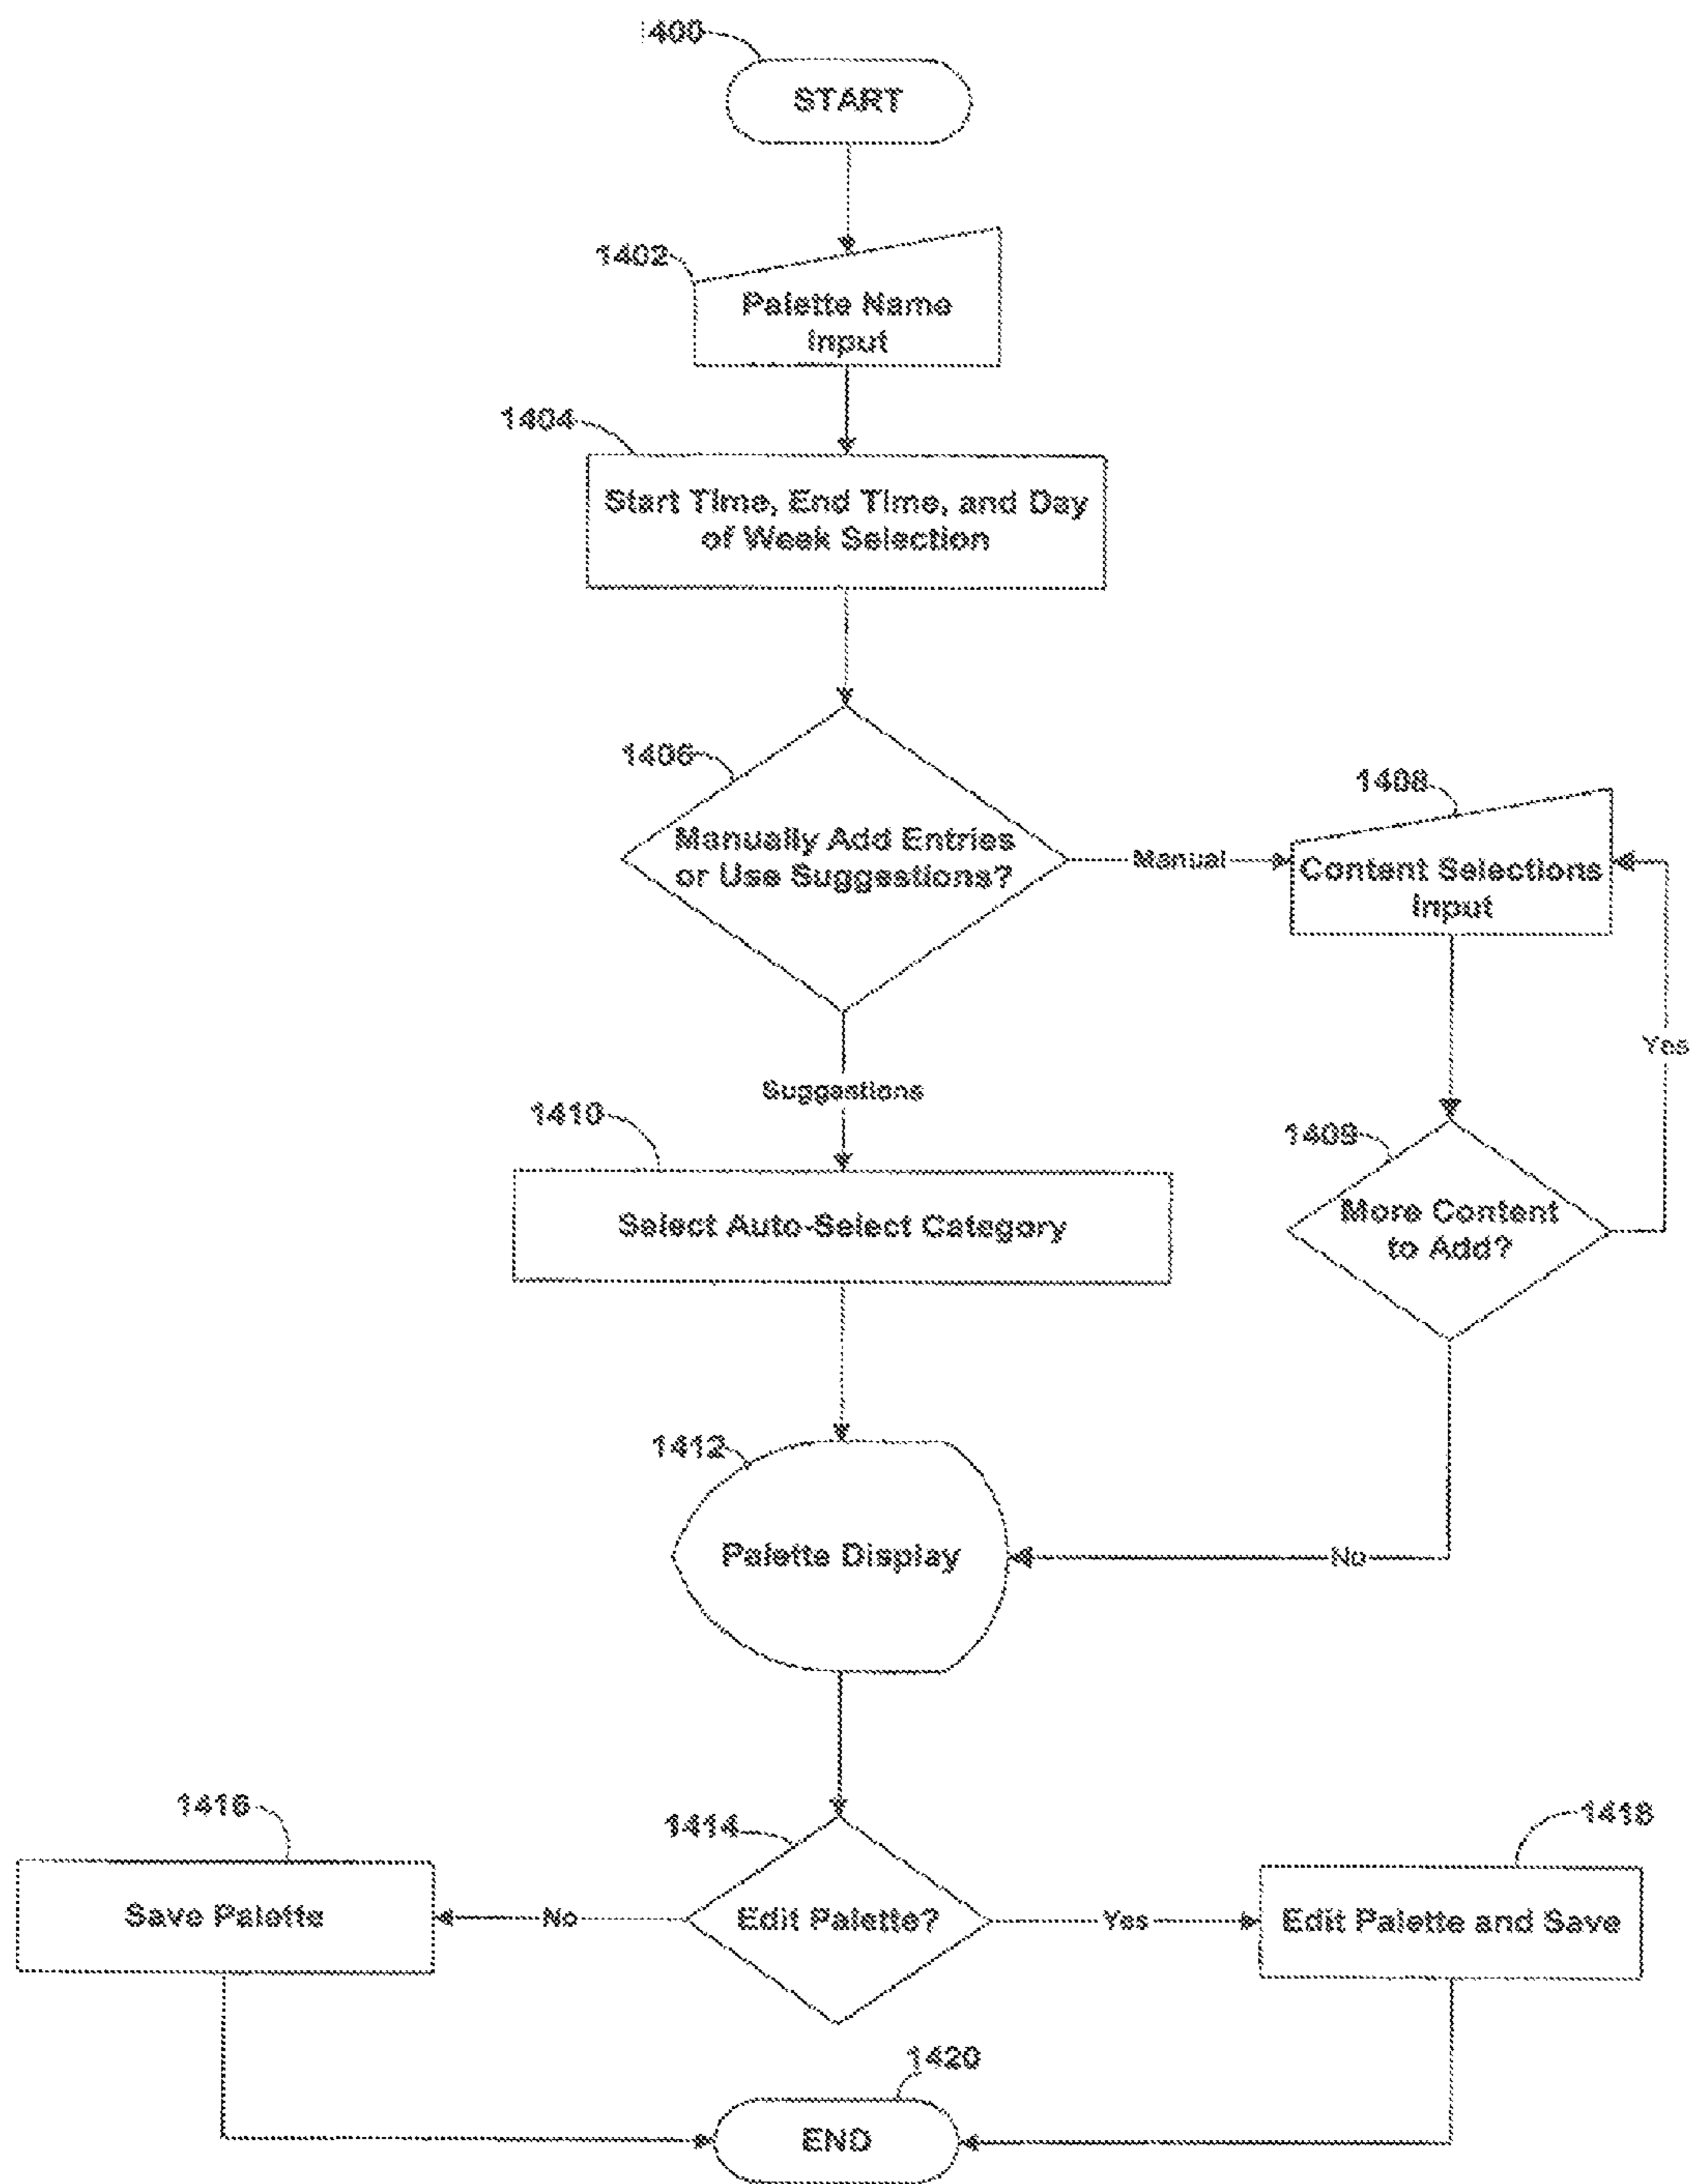 1400
START
1402
Palette Name
Input
1404
Start Time, End Time, and Day
of Week Selection
1406
Manually Add Entries
or Use Suggestions?
Manual
1408
Content Selections
Input
Yes
Suggestions
1409
More Content
to Add?
1410
Select Auto-Select Category
1412
Palette Display
No
1416
Save Palette
No
1414
Edit Palette?
Yes
1418
Edit Palette and Save
1420
END